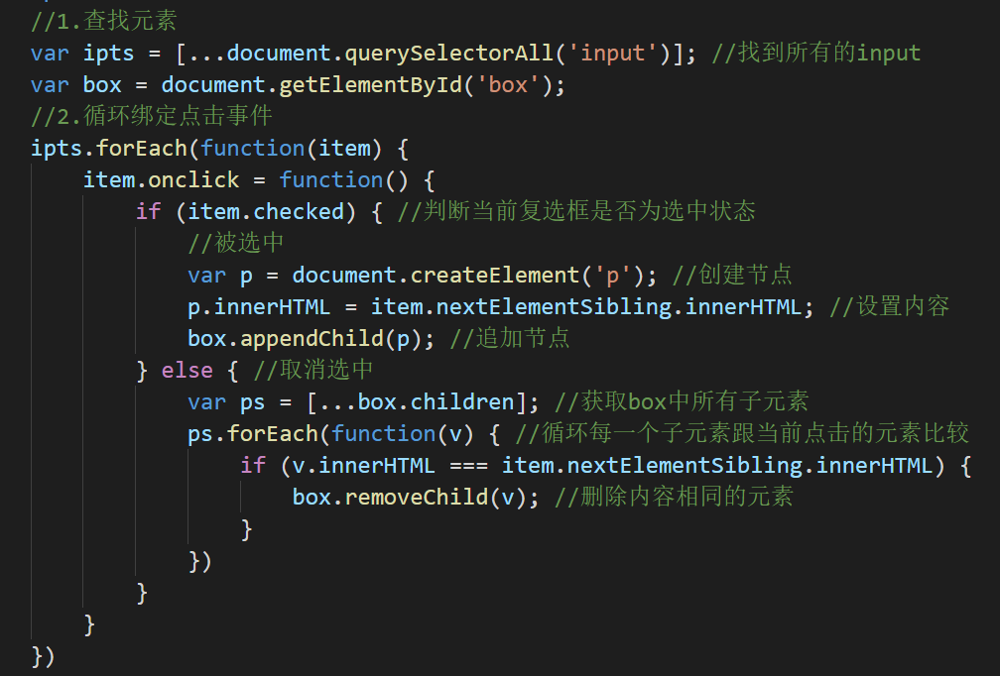 //1.查找元素
var ipts = [...document.querySelectorAll('input')]; //找到所有的input
var box = document.getElementById('box');
//2.循环绑定点击事件
ipts.forEach(function(item) {
    item.onclick = function() {
        if (item.checked) { //判断当前复选框是否为选中状态
            //被选中
            var p = document.createElement('p'); //创建节点
            p.innerHTML = item.nextElementSibling.innerHTML; //设置内容
            box.appendChild(p); //追加节点
        } else { //取消选中
            var ps = [...box.children]; //获取box中所有子元素
            ps.forEach(function(v) { //循环每一个子元素跟当前点击的元素比较
                if (v.innerHTML === item.nextElementSibling.innerHTML) {
                    box.removeChild(v); //删除内容相同的元素
                }
            })
        }
    }
})